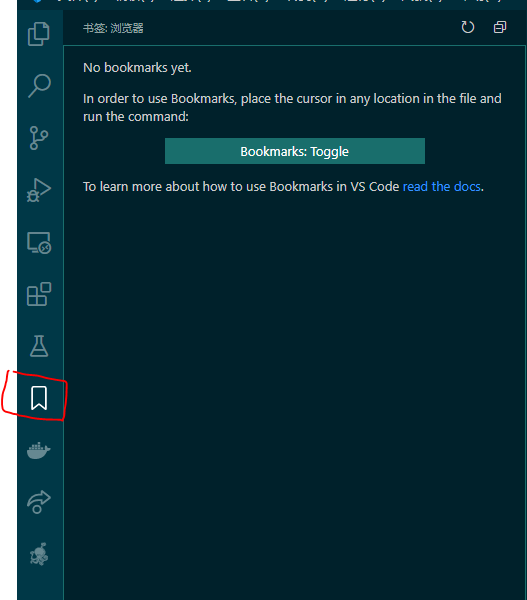 书签: 浏览器
No bookmarks yet.
In order to use Bookmarks, place the cursor in any location in the file and
run the command:
Bookmarks: Toggle
To learn more about how to use Bookmarks in VS Code read the docs.